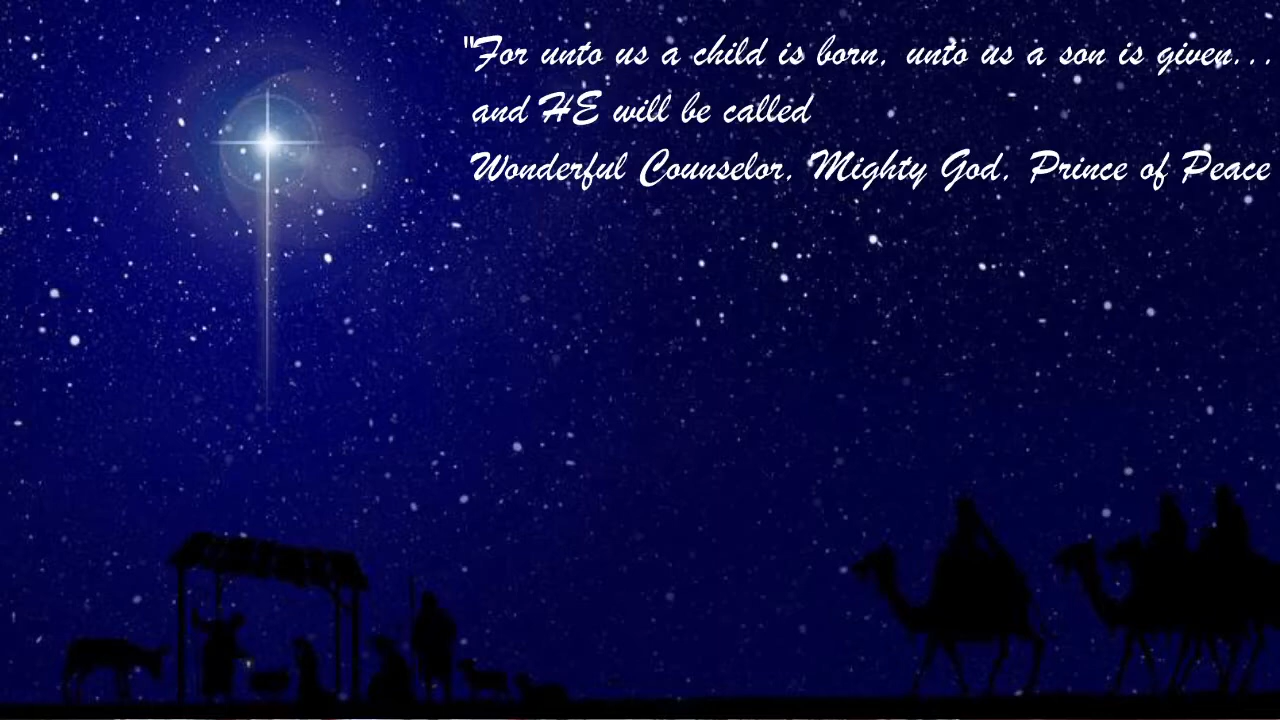 "For unto us a child is born, unto us a son is given...
and HE will be called
Wonderful Counselor, Mighty God, Prince of Peace